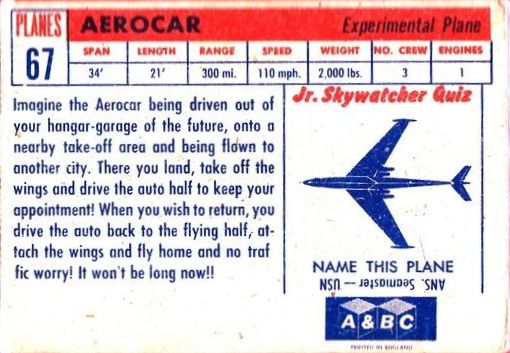 PLANES
67
AEROCAR
Experimental Plane
SPAN LENGTH RANGE SPEED WEIGHT NO. CREW ENGINES
34' 21' 300 mi. 110 mph. 2,000 lbs. 3 1
Imagine the Aerocar being driven out of
your hangar-garage of the future, onto a
nearby take-off area and being flown to
another city. There you land, take off the
wings and drive the auto half to keep your
appointment! When you wish to return, you
drive the auto back to the flying half, at-
tach the wings and fly home and no traf
fic worry! It won't be long now!!
Jr. Skywatcher Quiz
NAME THIS PLANE
ANS. Seamaster — USN
A & BC
PRINTED IN ENGLAND